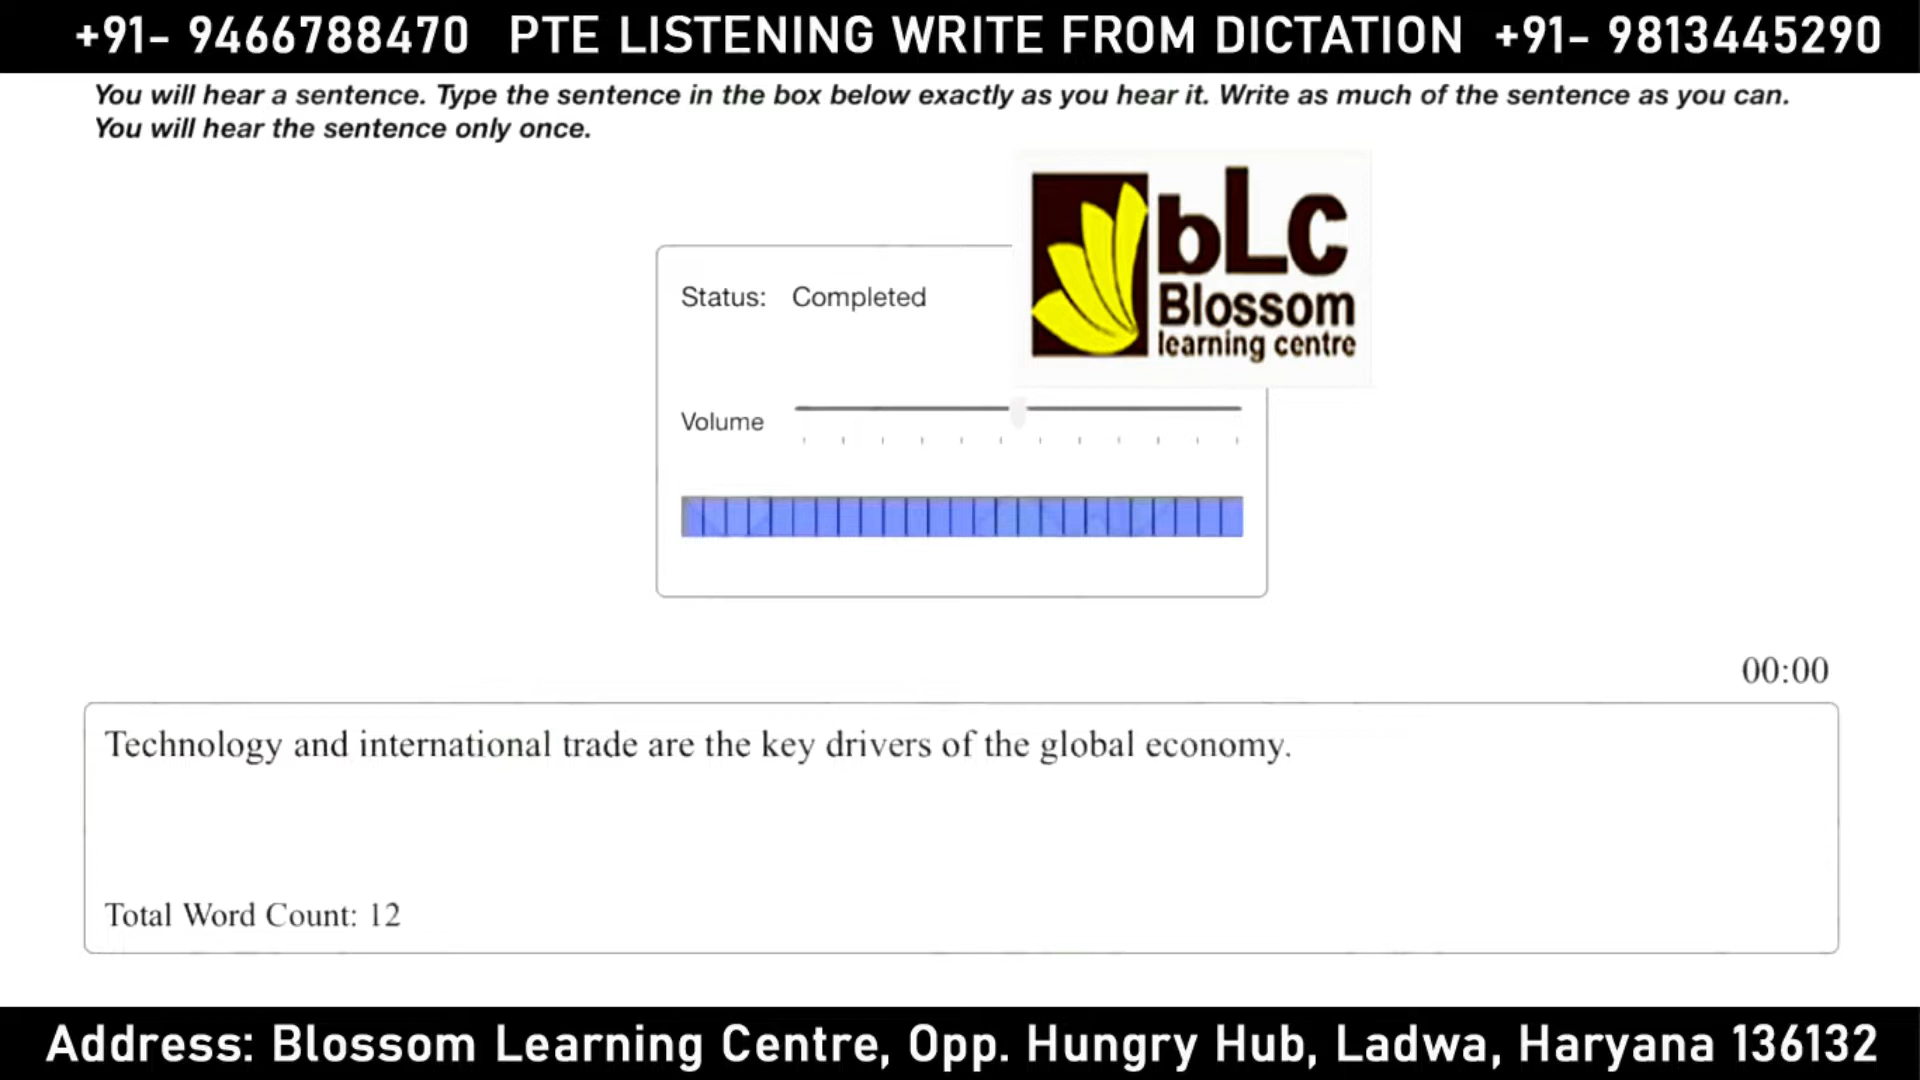 +91- 9466788470 PTE LISTENING WRITE FROM DICTATION +91- 9813445290
You will hear a sentence. Type the sentence in the box below exactly as you hear it. Write as much of the sentence as you can.
You will hear the sentence only once.
bLC
Blossom
learning centre
Status: Completed
Volume
00:00
Technology and international trade are the key drivers of the global economy.
Total Word Count: 12
Address: Blossom Learning Centre, Opp. Hungry Hub, Ladwa, Haryana 136132